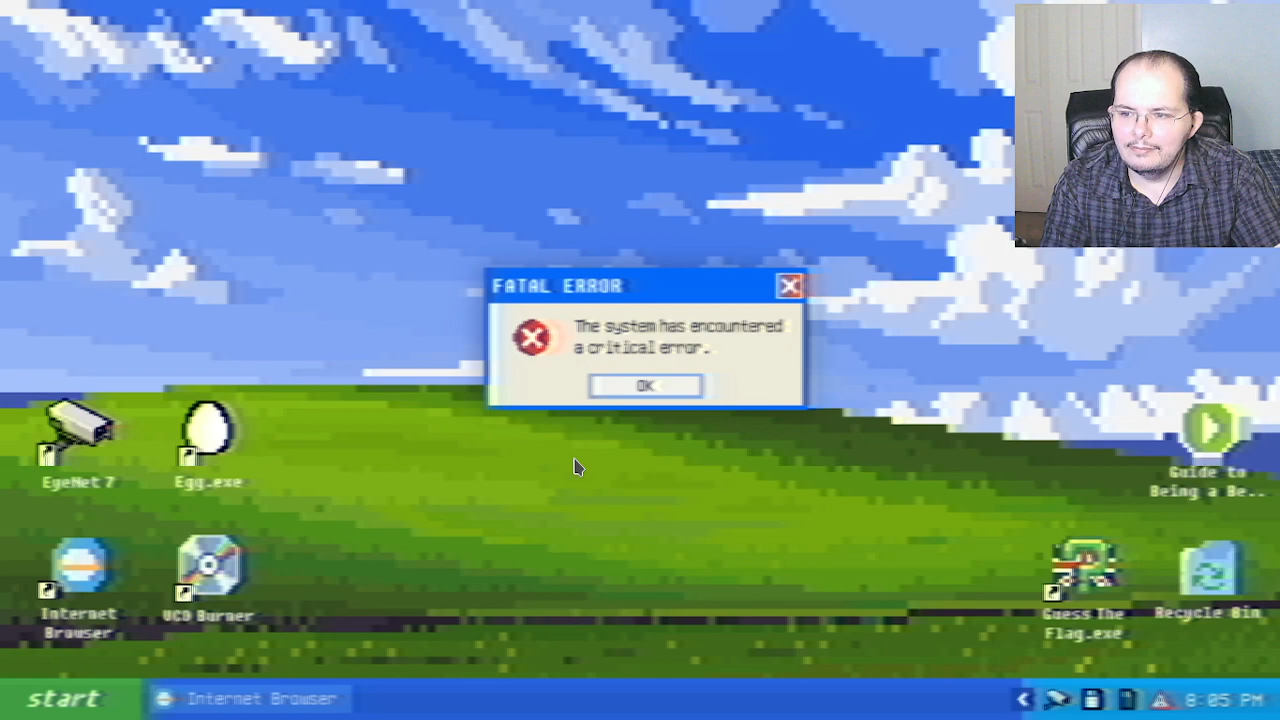 FATAL ERROR
The system has encountered
a critical error.
OK
EyeNet 7
Egg.exe
Guide to
Being a Be..
Internet
Browser
VCD Burner
Guess The
Flag.exe
Recycle Bin
start
Internet Browser
8:05 PM